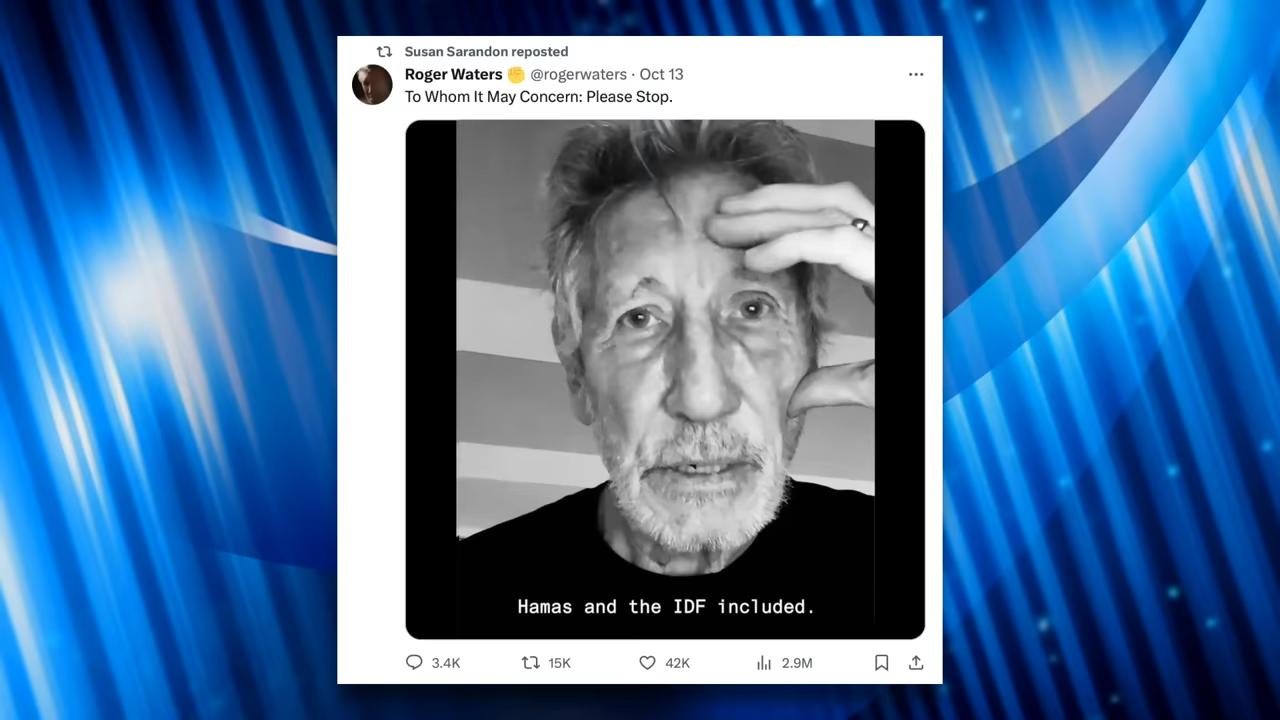 Susan Sarandon reposted
Roger Waters ✊ @rogerwaters · Oct 13
To Whom It May Concern: Please Stop.
Hamas and the IDF included.
3.4K 15K 42K 2.9M